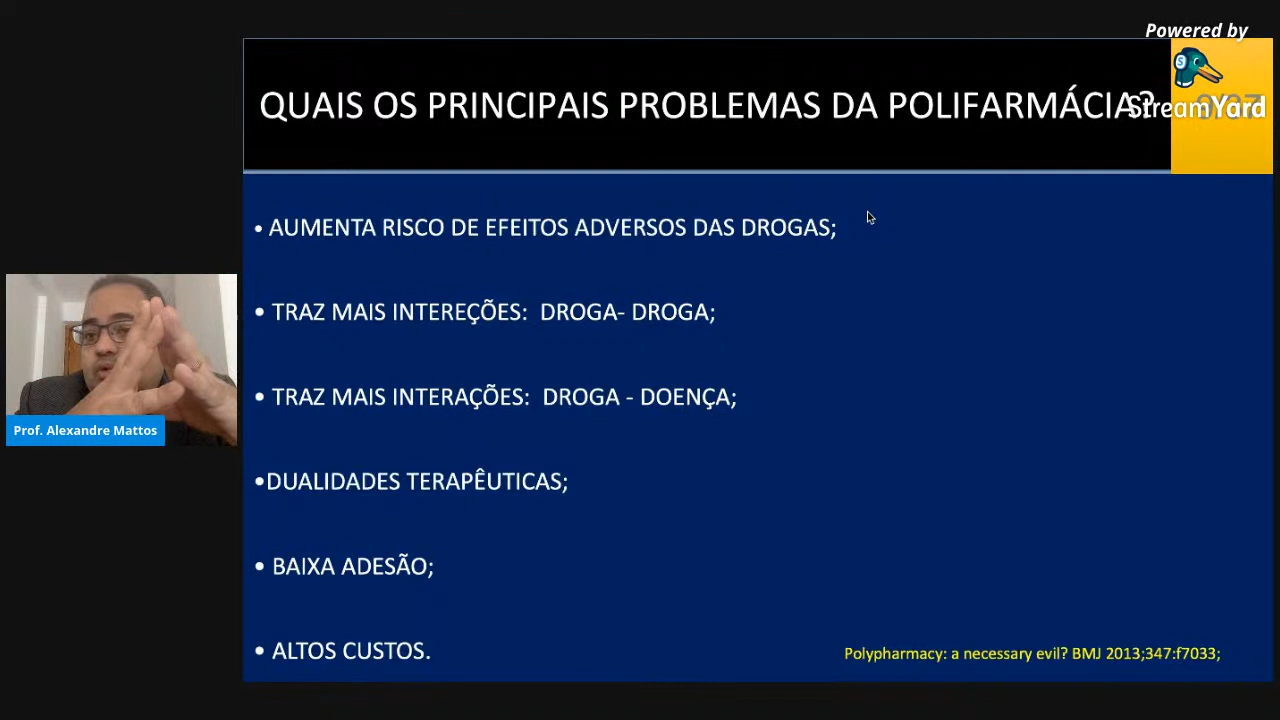 Powered by
StreamYard
QUAIS OS PRINCIPAIS PROBLEMAS DA POLIFARMÁCIA?
• AUMENTA RISCO DE EFEITOS ADVERSOS DAS DROGAS;
• TRAZ MAIS INTEREÇÕES: DROGA- DROGA;
• TRAZ MAIS INTERAÇÕES: DROGA - DOENÇA;
•DUALIDADES TERAPÊUTICAS;
• BAIXA ADESÃO;
• ALTOS CUSTOS.
Polypharmacy: a necessary evil? BMJ 2013;347:f7033;
Prof. Alexandre Mattos